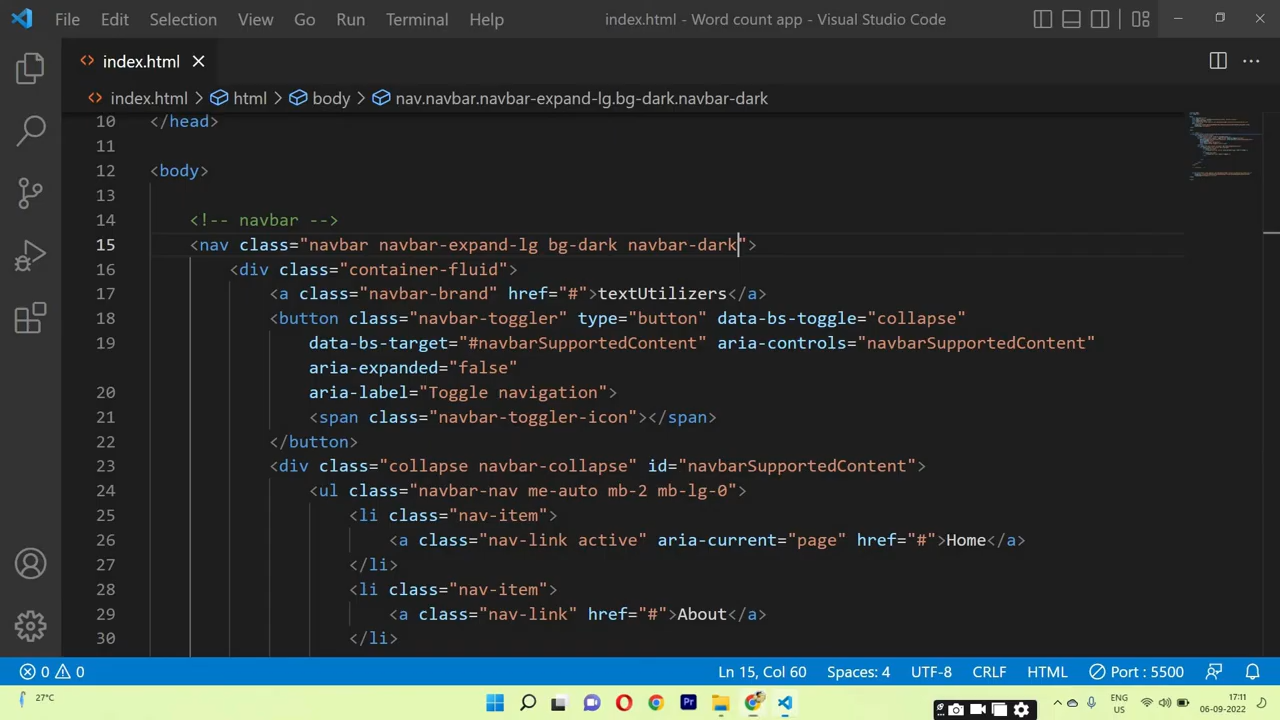 File Edit Selection View Go Run Terminal Help index.html - Word count app - Visual Studio Code
index.html
index.html > html > body > nav.navbar.navbar-expand-lg.bg-dark.navbar-dark
10 </head>
11
12 <body>
13
14 <!-- navbar -->
15 <nav class="navbar navbar-expand-lg bg-dark navbar-dark">
16 <div class="container-fluid">
17 <a class="navbar-brand" href="#">textUtilizers</a>
18 <button class="navbar-toggler" type="button" data-bs-toggle="collapse"
19 data-bs-target="#navbarSupportedContent" aria-controls="navbarSupportedContent"
aria-expanded="false"
20 aria-label="Toggle navigation">
21 <span class="navbar-toggler-icon"></span>
22 </button>
23 <div class="collapse navbar-collapse" id="navbarSupportedContent">
24 <ul class="navbar-nav me-auto mb-2 mb-lg-0">
25 <li class="nav-item">
26 <a class="nav-link active" aria-current="page" href="#">Home</a>
27 </li>
28 <li class="nav-item">
29 <a class="nav-link" href="#">About</a>
30 </li>
0 0 Ln 15, Col 60 Spaces: 4 UTF-8 CRLF HTML Port : 5500
27°C
Pr
ENG
US
17:11
06-09-2022